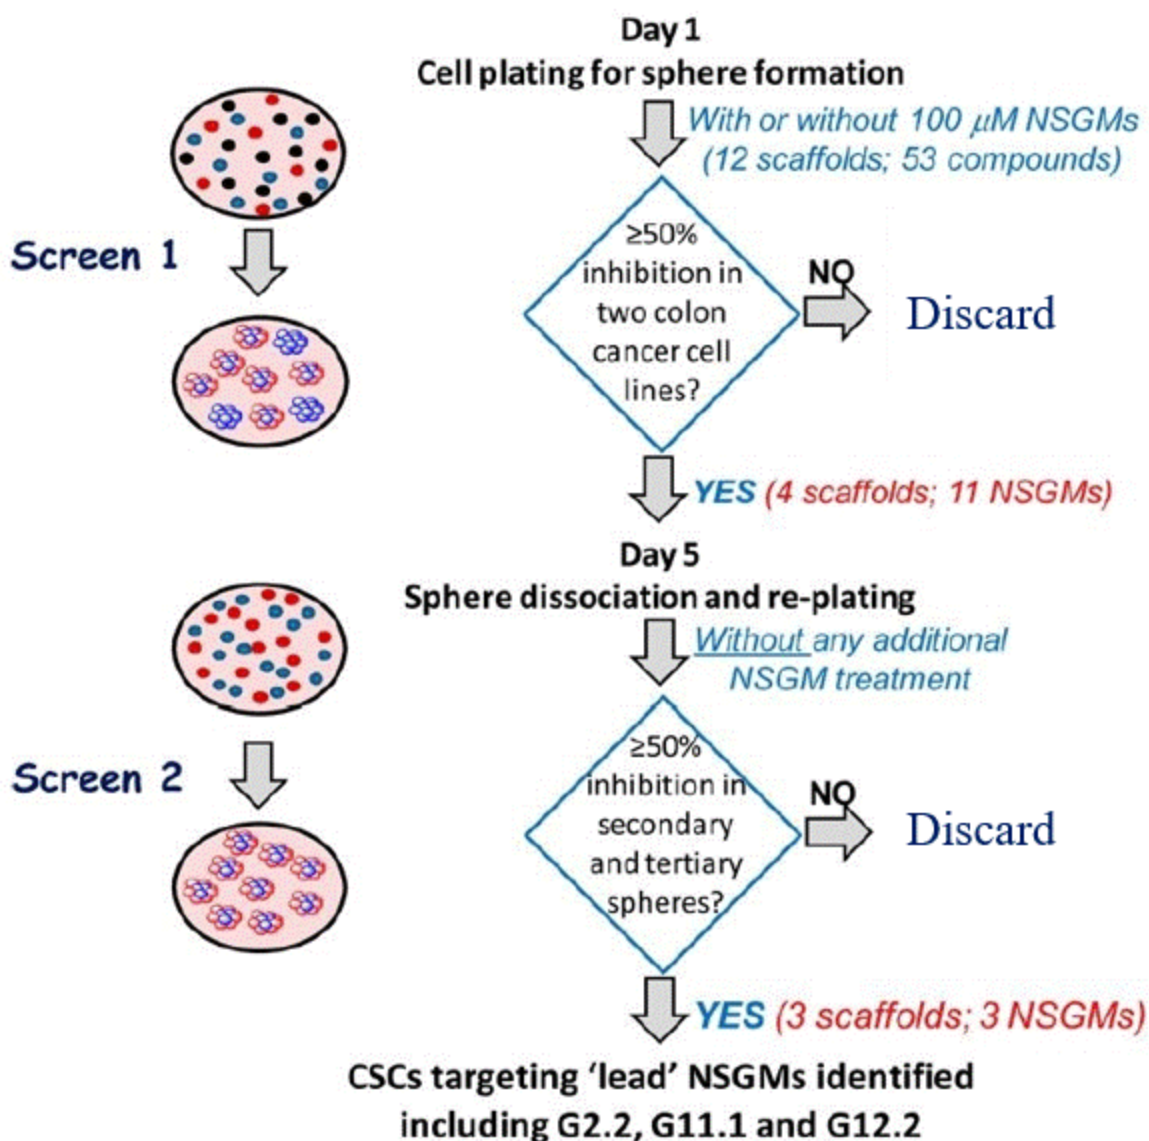 Day 1
Cell plating for sphere formation
With or without 100 μM NSGMs
(12 scaffolds; 53 compounds)
Screen 1
≥50%
inhibition in
two colon
cancer cell
lines?
NO
Discard
YES (4 scaffolds; 11 NSGMs)
Day 5
Sphere dissociation and re-plating
Without any additional
NSGM treatment
Screen 2
≥50%
inhibition in
secondary
and tertiary
spheres?
NO
Discard
YES (3 scaffolds; 3 NSGMs)
CSCs targeting ‘lead’ NSGMs identified
including G2.2, G11.1 and G12.2